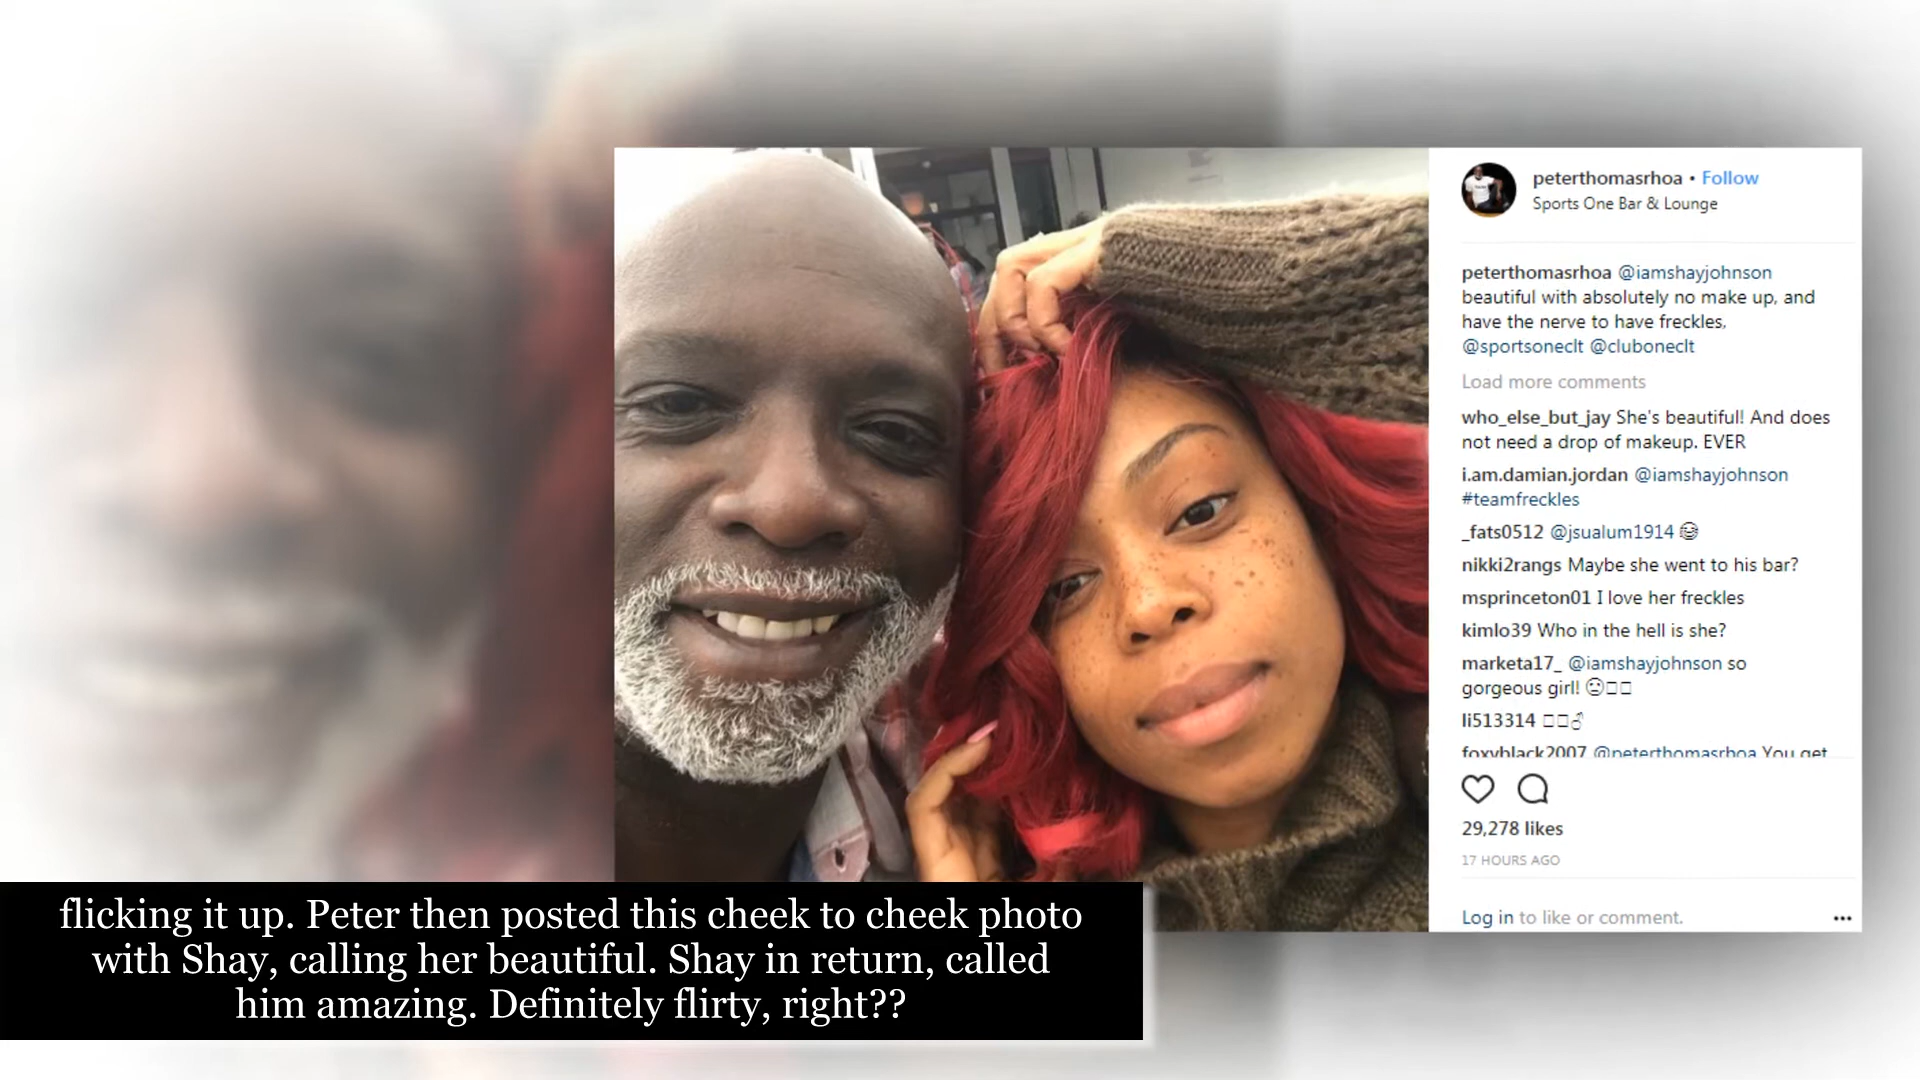 peterthomasrhoa • Follow
Sports One Bar & Lounge
peterthomasrhoa @iamshayjohnson
beautiful with absolutely no make up, and
have the nerve to have freckles,
@sportsoneclt @cluboneclt
Load more comments
who_else_but_jay She's beautiful! And does
not need a drop of makeup. EVER
i.am.damian.jordan @iamshayjohnson
#teamfreckles
_fats0512 @jsualum1914 😂
nikki2rangs Maybe she went to his bar?
msprinceton01 I love her freckles
kimlo39 Who in the hell is she?
marketa17_ @iamshayjohnson so
gorgeous girl!
li513314
foxyblack2007 @peterthomasrhoa You get
29,278 likes
17 HOURS AGO
Log in to like or comment.
flicking it up. Peter then posted this cheek to cheek photo
with Shay, calling her beautiful. Shay in return, called
him amazing. Definitely flirty, right??